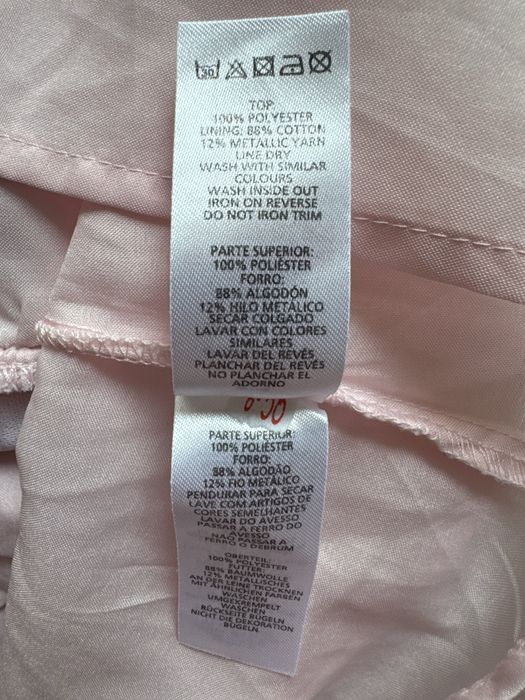 30
TOP:
100% POLYESTER
LINING: 88% COTTON
12% METALLIC YARN
LINE DRY
WASH WITH SIMILAR
COLOURS
WASH INSIDE OUT
IRON ON REVERSE
DO NOT IRON TRIM
PARTE SUPERIOR:
100% POLIÉSTER
FORRO:
88% ALGODÓN
12% HILO METÁLICO
SECAR COLGADO
LAVAR CON COLORES
SIMILARES
LAVAR DEL REVÉS
PLANCHAR DEL REVÉS
NO PLANCHAR EL
ADORNO
PARTE SUPERIUR:
100% POLIÉSTER
FORRO:
88% ALGODÃO
12% FIO METÁLICO
PENDURAR PARA SECAR
LAVE COM ARTIGOS DE
CORES SEMELHANTES
LAVAR DO AVESSO
PASSAR A FERRO DO
AVESSO
NÃO PASSAR A
FERRO O DEBRUM
OBERTEIL:
100% POLYESTER
FUTTER:
88% BAUMWOLLE
12% METALLISCHES
AN DER LEINE TROCKNEN
MIT ÄHNLICHEN FARBEN
WASCHEN
UMGEKREMPELT
WASCHEN
RÜCKSEITE BÜGELN
NICHT DIE DEKORATION
BÜGELN